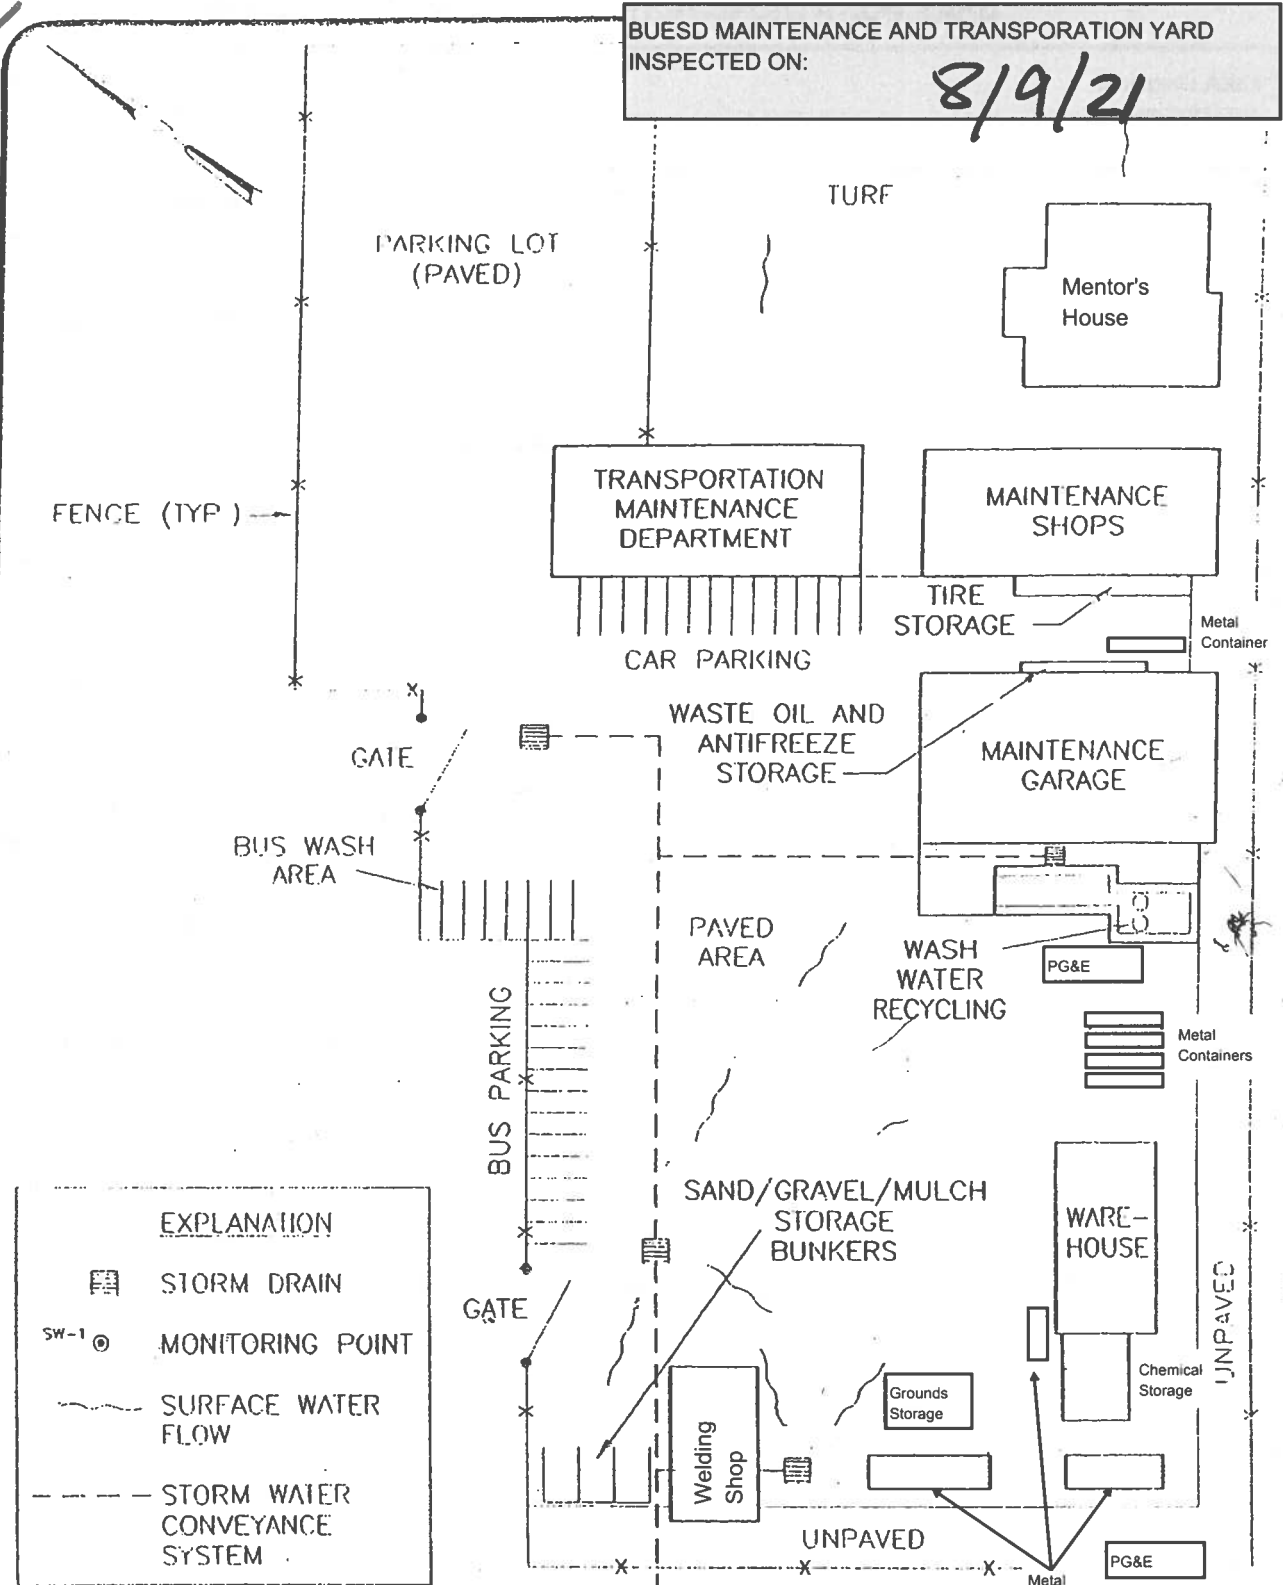 BUESD MAINTENANCE AND TRANSPORATION YARD
INSPECTED ON:
8/9/21
TURF
PARKING LOT
(PAVED)
Mentor's
House
FENCE (TYP)
TRANSPORTATION
MAINTENANCE
DEPARTMENT
MAINTENANCE
SHOPS
TIRE
STORAGE
Metal
Container
CAR PARKING
X
WASTE OIL AND
ANTIFREEZE
STORAGE
GATE
MAINTENANCE
GARAGE
BUS WASH
AREA
PAVED
AREA
WASH
WATER
RECYCLING
PG&E
BUS PARKING
Metal
Containers
SAND/GRAVEL/MULCH
STORAGE
BUNKERS
WARE-
HOUSE
UNPAVED
EXPLANATION
STORM DRAIN
SW-1
MONITORING POINT
SURFACE WATER
FLOW
STORM WATER
CONVEYANCE
SYSTEM
GATE
Chemical
Storage
Grounds
Storage
Welding
Shop
UNPAVED
PG&E
Metal